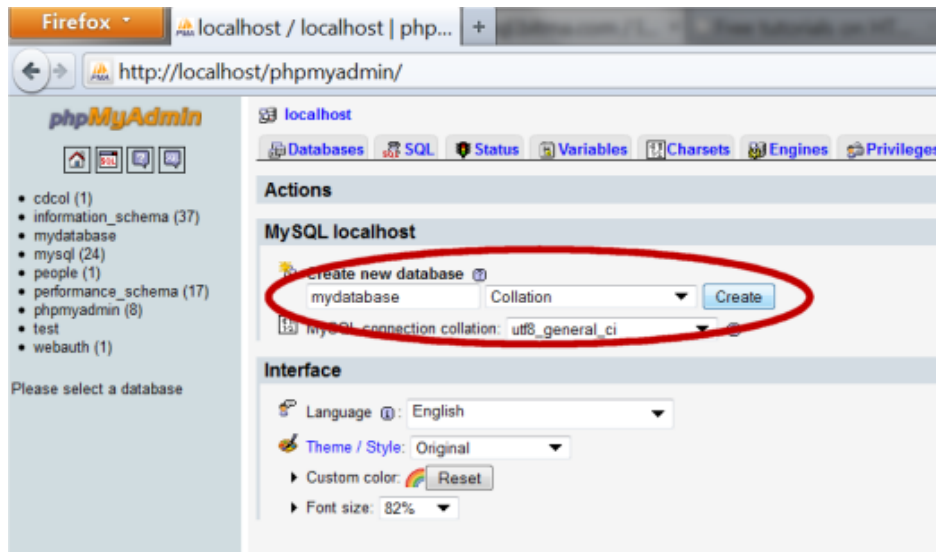 Firefox
localhost / localhost | php... +
http://localhost/phpmyadmin/
phpMyAdmin
SQL
cdcol (1)
information_schema (37)
mydatabase
mysql (24)
people (1)
performance_schema (17)
phpmyadmin (8)
test
webauth (1)
Please select a database
localhost
Databases SQL Status Variables Charsets Engines Privileges
Actions
MySQL localhost
Create new database
mydatabase Collation Create
MySQL connection collation: utf8_general_ci
Interface
Language : English
Theme / Style: Original
Custom color: Reset
Font size: 82%